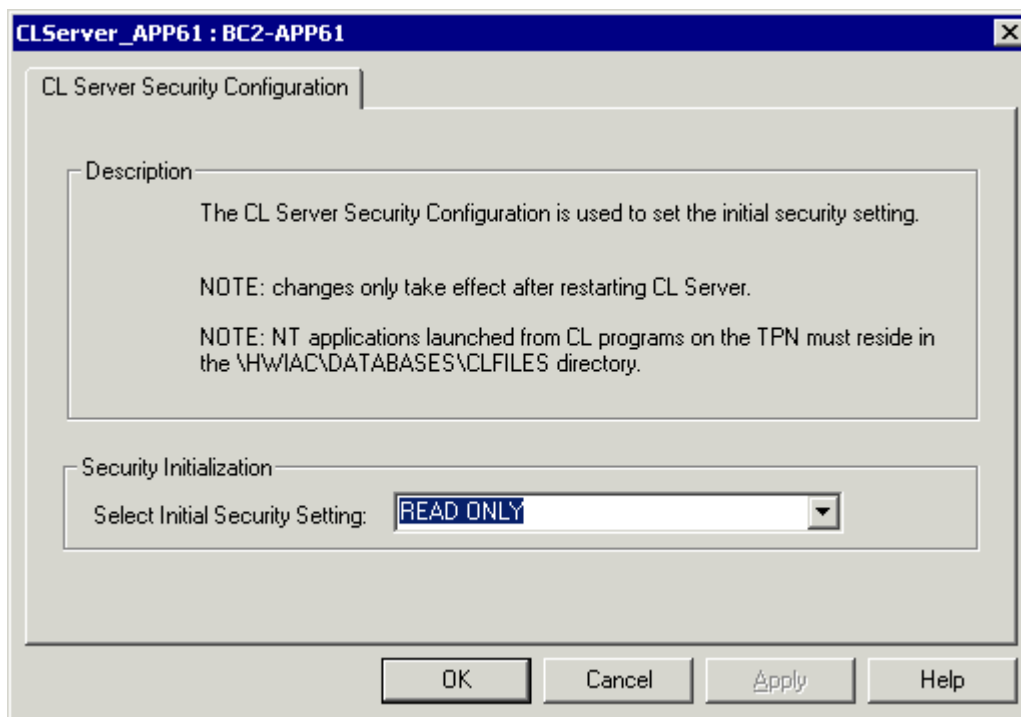 CLServer_APP61 : BC2-APP61
CL Server Security Configuration
Description
The CL Server Security Configuration is used to set the initial security setting.
NOTE: changes only take effect after restarting CL Server.
NOTE: NT applications launched from CL programs on the TPN must reside in
the \HWIAC\DATABASES\CLFILES directory.
Security Initialization
Select Initial Security Setting: READ ONLY
OK Cancel Apply Help